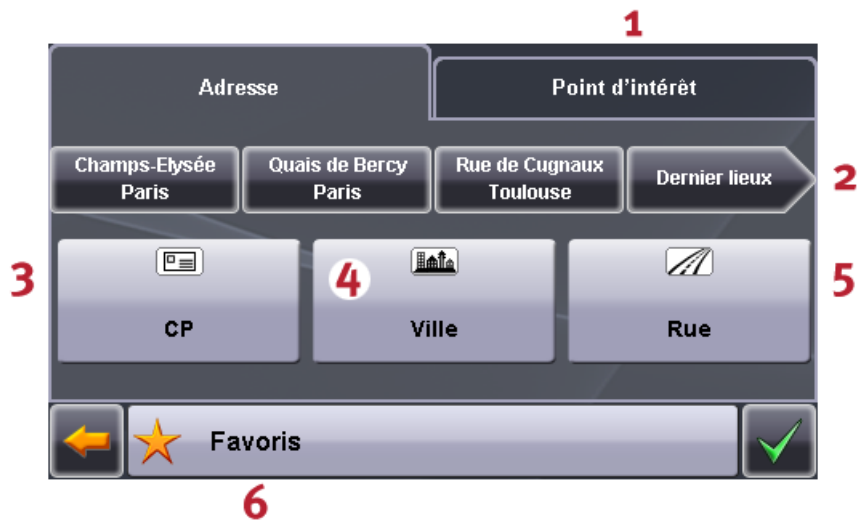 1
Adresse
Point d'intérêt
Champs-Elysée
Paris
Quais de Bercy
Paris
Rue de Cugnaux
Toulouse
Dernier lieux
2
3
4
5
CP
Ville
Rue
Favoris
6